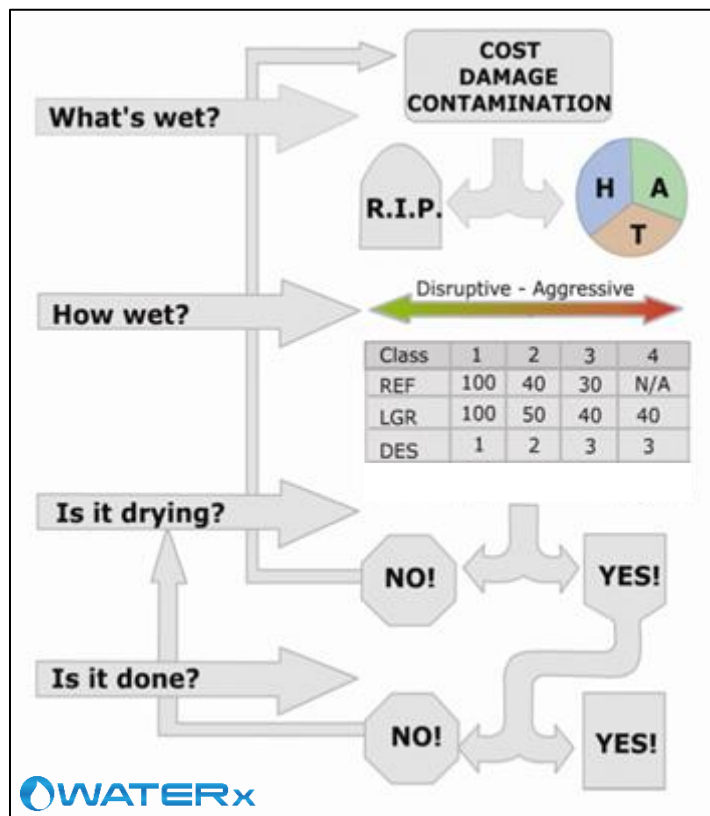 COST
DAMAGE
CONTAMINATION
What's wet?
R.I.P.
H A
T
How wet?
Disruptive - Aggressive
Class 1 2 3 4
REF 100 40 30 N/A
LGR 100 50 40 40
DES 1 2 3 3
Is it drying?
NO!
YES!
Is it done?
NO!
YES!
WATERx